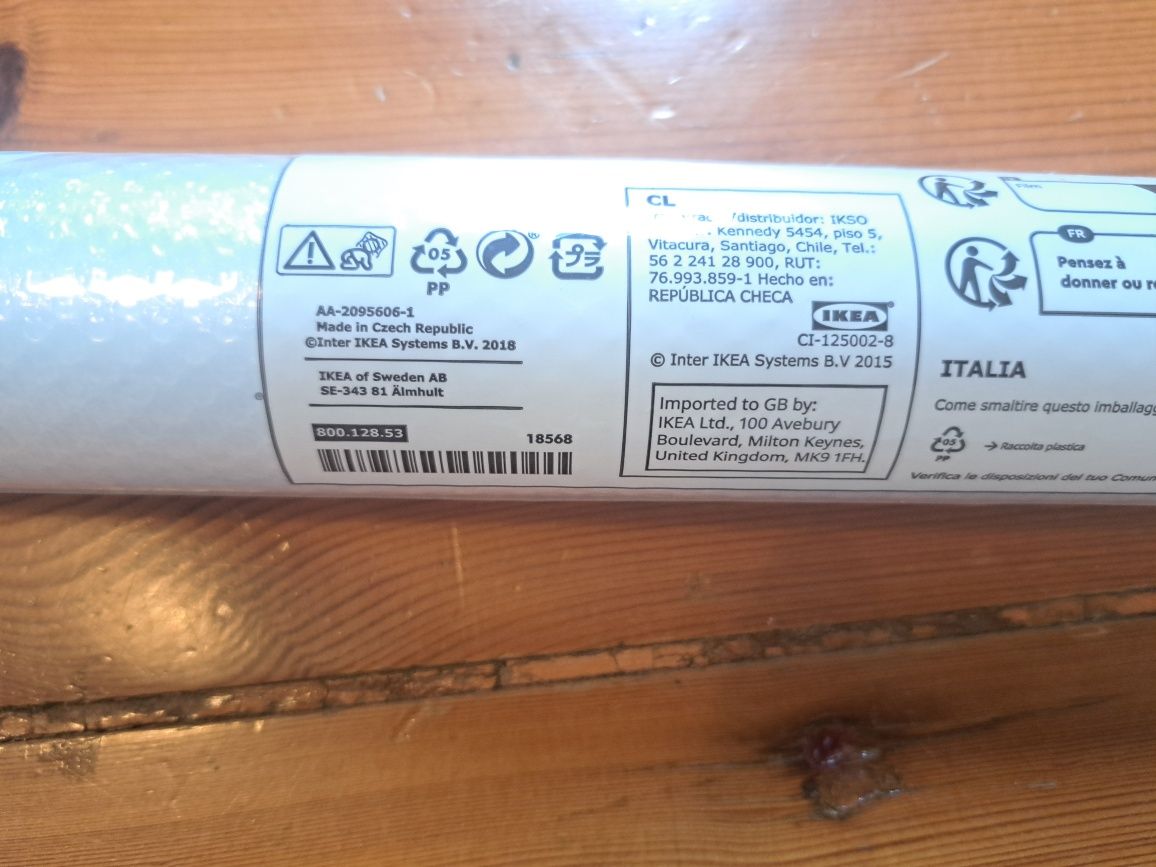 05
PP
®
AA-2095606-1
Made in Czech Republic
©Inter IKEA Systems B.V. 2018
IKEA of Sweden AB
SE-343 81 Älmhult
800.128.53
18568
CL
/distribuidor: IKSO
Kennedy 5454, piso 5,
Vitacura, Santiago, Chile, Tel.:
56 2 241 28 900, RUT:
76.993.859-1 Hecho en:
REPÚBLICA CHECA
IKEA
CI-125002-8
© Inter IKEA Systems B.V 2015
Imported to GB by:
IKEA Ltd., 100 Avebury
Boulevard, Milton Keynes,
United Kingdom, MK9 1FH.
Film
FR
Pensez à
donner ou
ITALIA
Come smaltire questo
05
PP
→ Raccolta plastica
Verifica le disposizioni del tuo